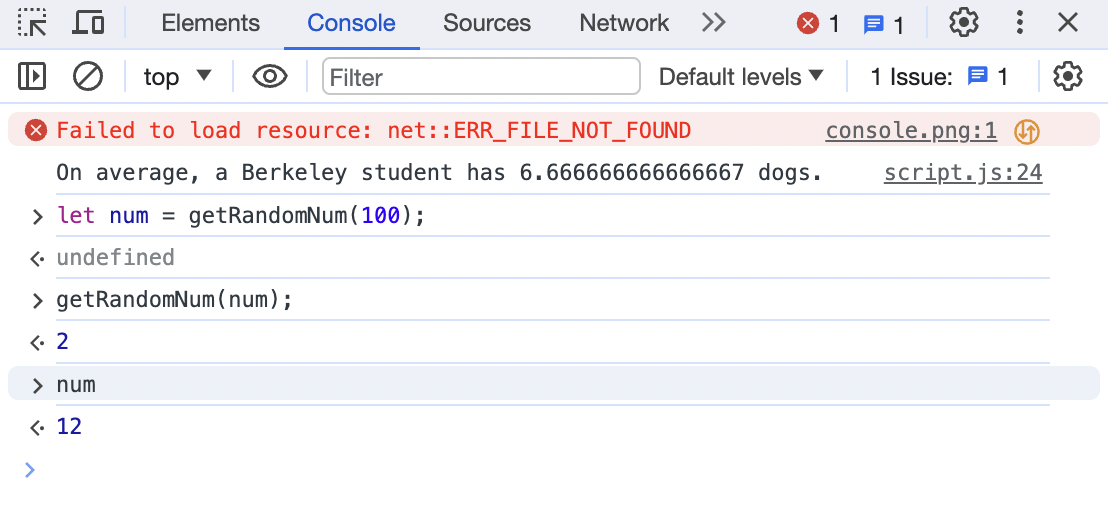 Elements Console Sources Network 1 1
top Filter Default levels 1 Issue: 1
Failed to load resource: net::ERR_FILE_NOT_FOUND console.png:1
On average, a Berkeley student has 6.666666666666667 dogs. script.js:24
let num = getRandomNum(100);
undefined
getRandomNum(num);
2
num
12